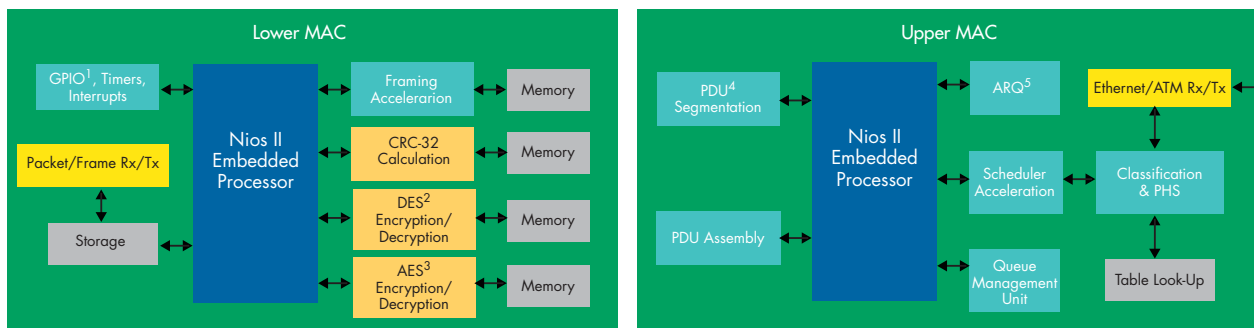 Lower MAC
GPIO¹, Timers,
Interrupts
Packet/Frame Rx/Tx
Storage
Nios II
Embedded
Processor
Framing
Accelerarion
Memory
CRC-32
Calculation
Memory
DES²
Encryption/
Decryption
Memory
AES³
Encryption/
Decryption
Memory
Upper MAC
PDU⁴
Segmentation
PDU Assembly
Nios II
Embedded
Processor
ARQ⁵
Scheduler
Acceleration
Queue
Management
Unit
Ethernet/ATM Rx/Tx
Classification
& PHS
Table Look-Up